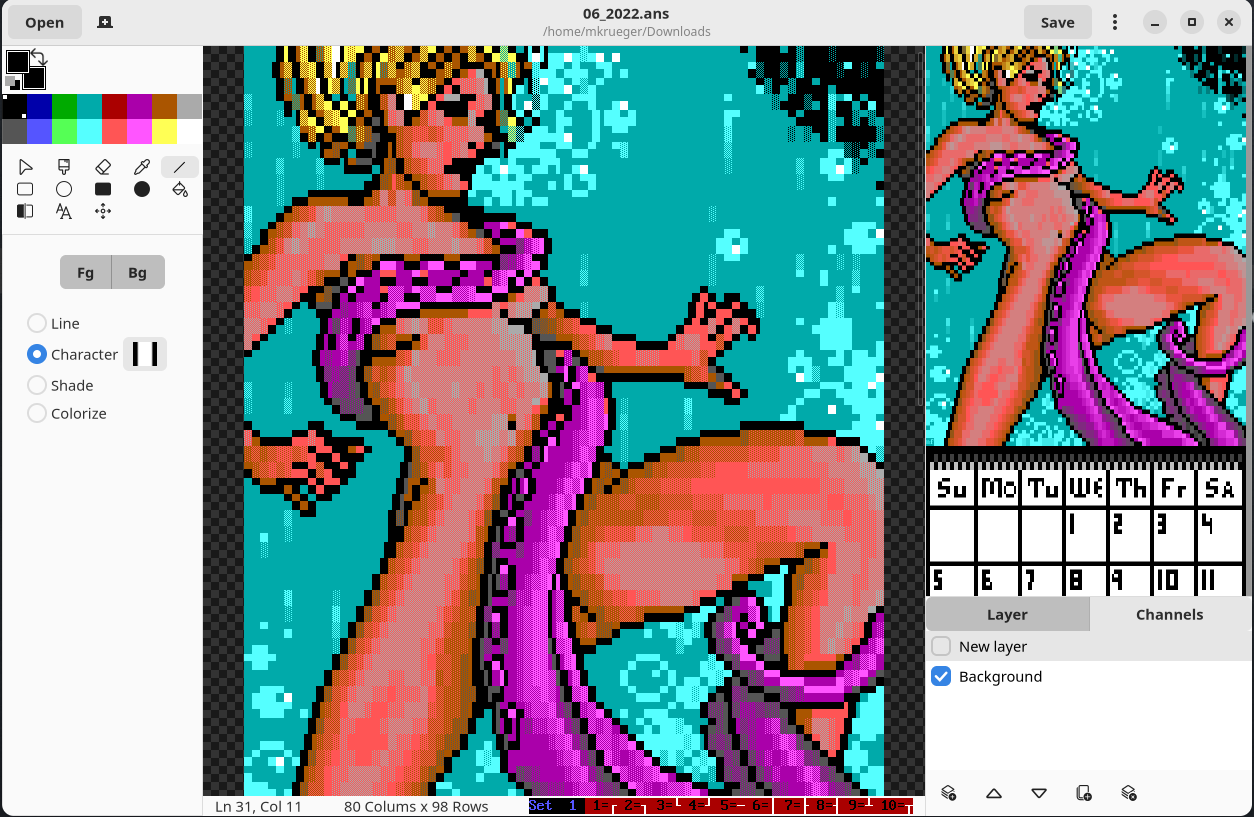 Open
06_2022.ans
/home/mkrueger/Downloads
Save
Fg Bg
Line
Character
Shade
Colorize
Su Mo Tu We Th Fr Sa
1 2 3 4
5 6 7 8 9 10 11
Layer Channels
New layer
Background
Ln 31, Col 11
80 Colums x 98 Rows
Set 1 1= 2= 3= 4= 5= 6= 7= 8= 9= 10=